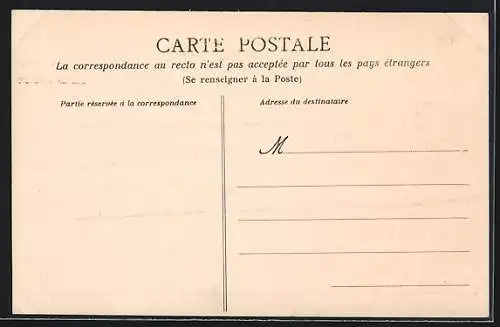 CARTE POSTALE
La correspondance au recto n'est pas acceptée par tous les pays étrangers
(Se renseigner à la Poste)
Partie réservée à la correspondance
Adresse du destinataire
M